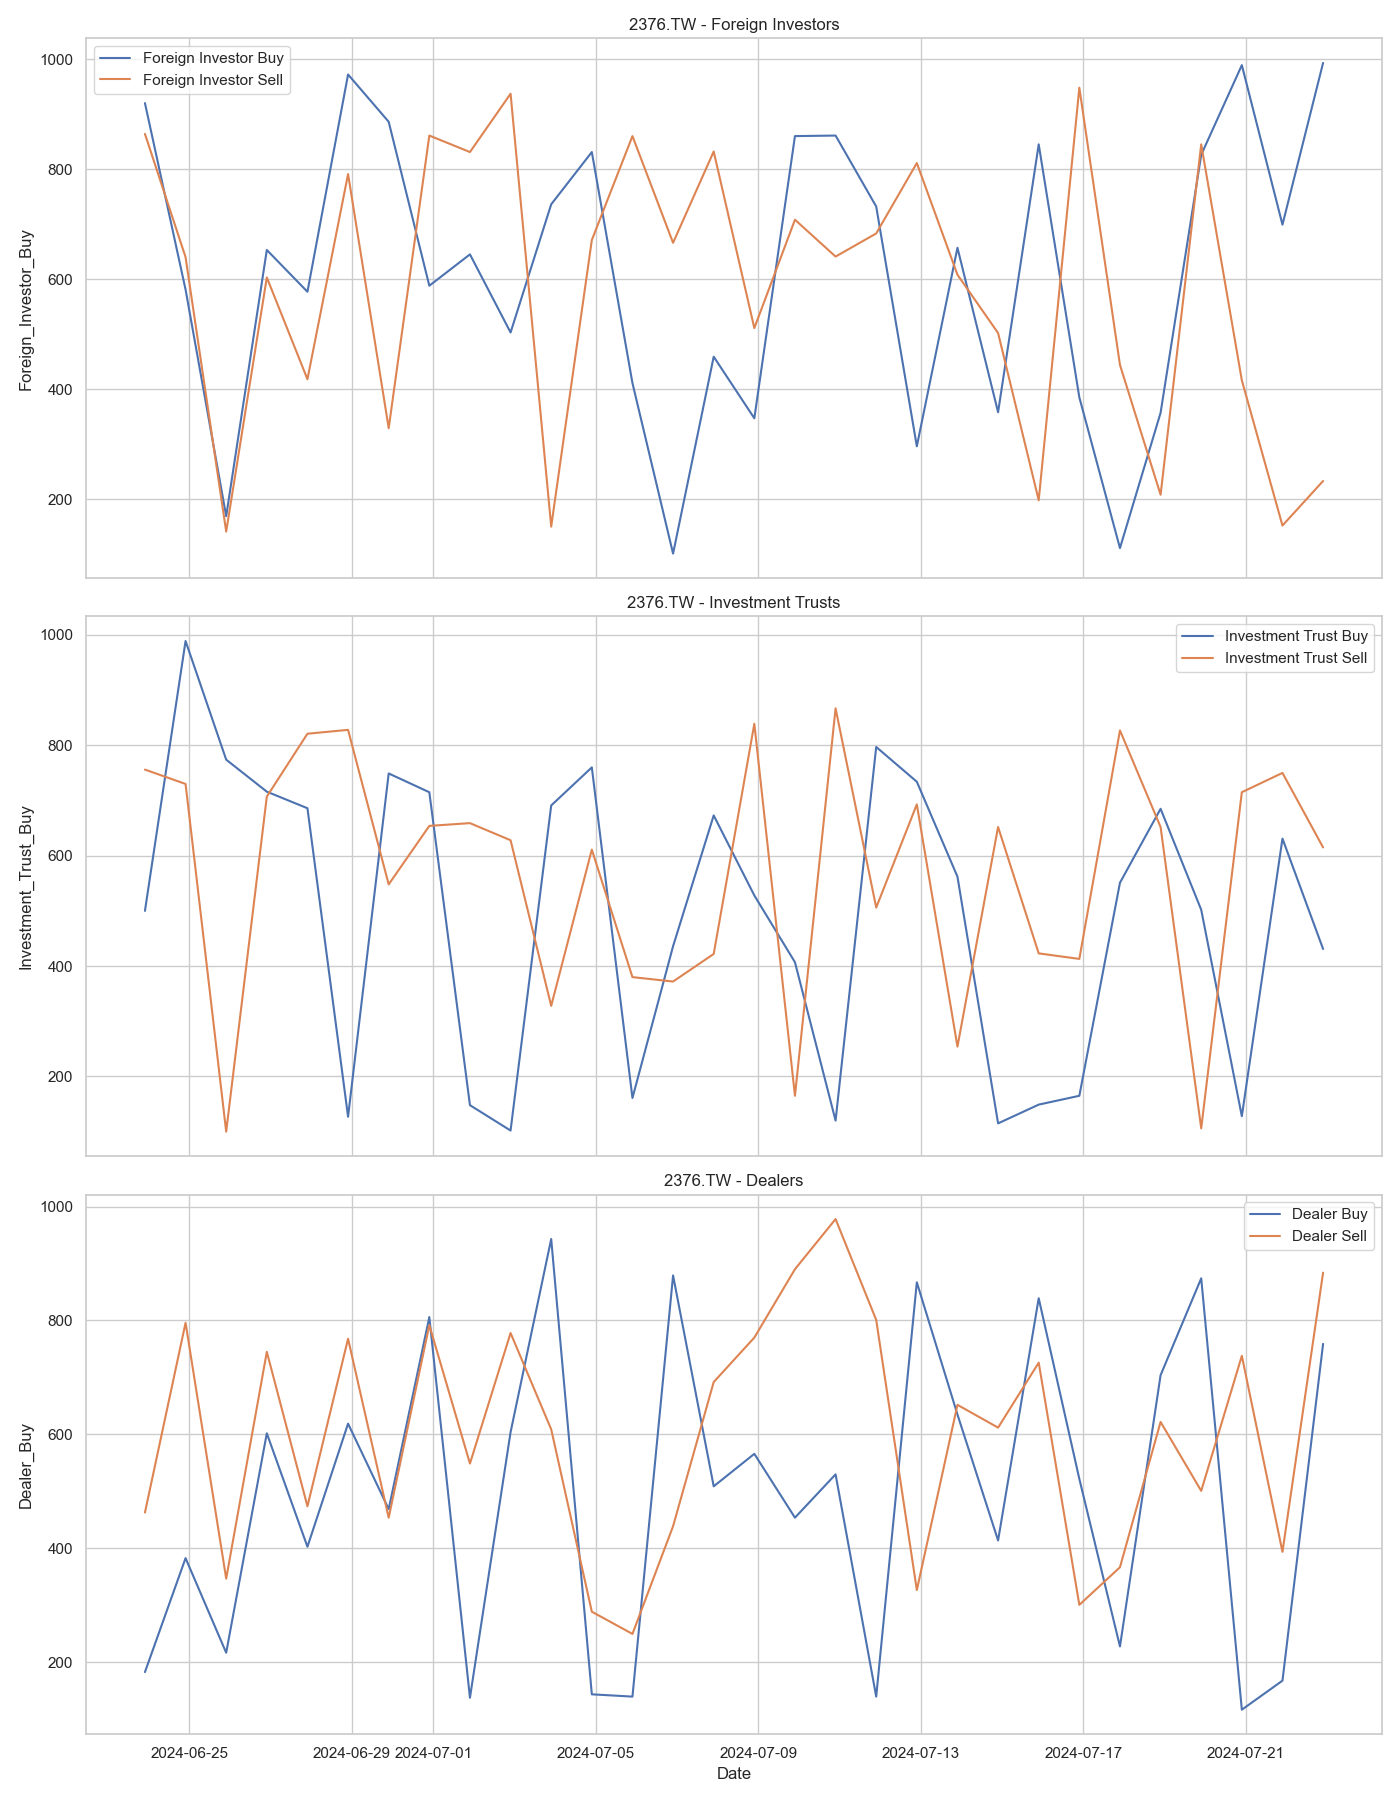 2376.TW - Foreign Investors
Foreign Investor Buy
Foreign Investor Sell
Foreign_Investor_Buy
1000
800
600
400
200
2376.TW - Investment Trusts
Investment Trust Buy
Investment Trust Sell
Investment_Trust_Buy
1000
800
600
400
200
2376.TW - Dealers
Dealer Buy
Dealer Sell
Dealer_Buy
1000
800
600
400
200
2024-06-25 2024-06-29 2024-07-01 2024-07-05 2024-07-09 2024-07-13 2024-07-17 2024-07-21
Date